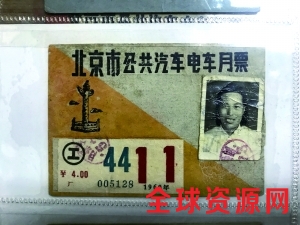 北京市公共汽车电车月票
工
44 11
¥ 4.00
厂 005128
全球资源网